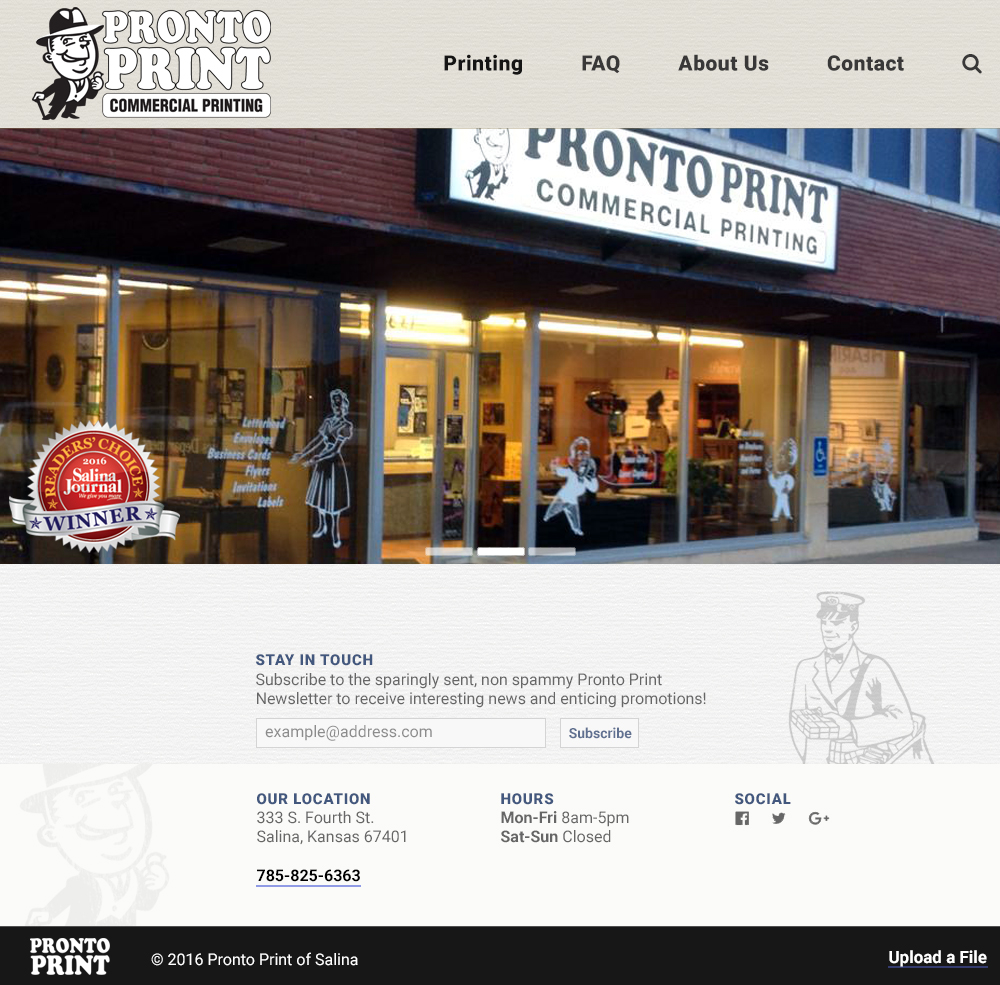 PRONTO
PRINT
COMMERCIAL PRINTING
Printing
FAQ
About Us
Contact
PRONTO PRINT
COMMERCIAL PRINTING
Letterhead
Envelopes
Business Cards
Flyers
Invitations
Labels
READERS' CHOICE
2016
Salina
Journal
We give you more
WINNER
STAY IN TOUCH
Subscribe to the sparingly sent, non spammy Pronto Print
Newsletter to receive interesting news and enticing promotions!
example@address.com
Subscribe
OUR LOCATION
333 S. Fourth St.
Salina, Kansas 67401
785-825-6363
HOURS
Mon-Fri 8am-5pm
Sat-Sun Closed
SOCIAL
PRONTO
PRINT
© 2016 Pronto Print of Salina
Upload a File